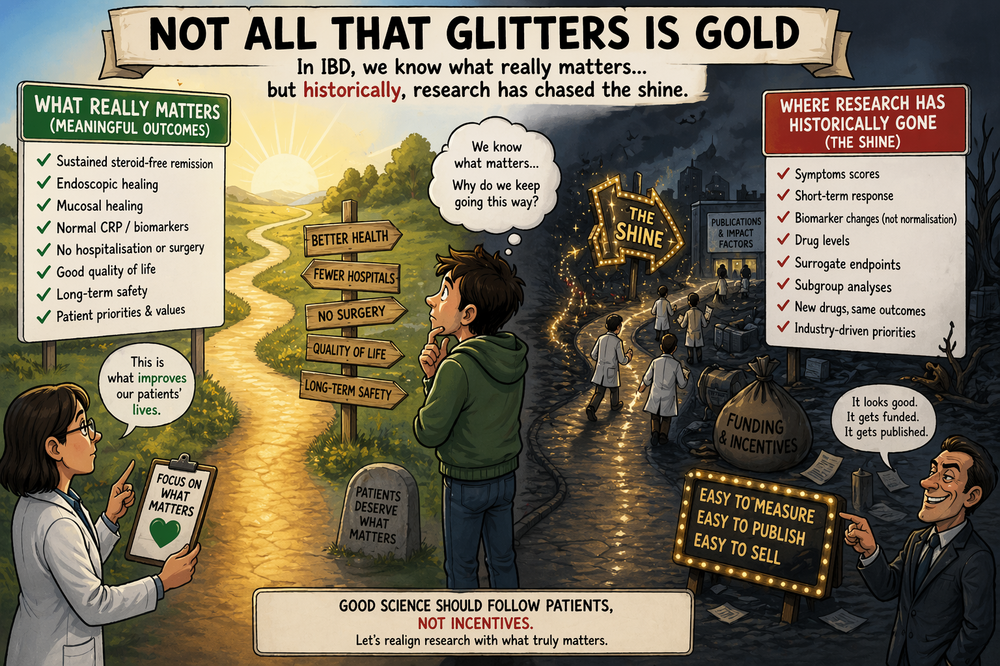 NOT ALL THAT GLITTERS IS GOLD
In IBD, we know what really matters...
but historically, research has chased the shine.
WHAT REALLY MATTERS
(MEANINGFUL OUTCOMES)
Sustained steroid-free remission
Endoscopic healing
Mucosal healing
Normal CRP / biomarkers
No hospitalisation or surgery
Good quality of life
Long-term safety
Patient priorities & values
This is
what improves
our patients'
lives.
FOCUS ON
WHAT
MATTERS
BETTER HEALTH
FEWER HOSPITALS
NO SURGERY
QUALITY OF LIFE
LONG-TERM SAFETY
PATIENTS
DESERVE
WHAT
MATTERS
We know
what matters...
Why do we keep
going this way?
THE
SHINE
PUBLICATIONS
& IMPACT
FACTORS
WHERE RESEARCH HAS
HISTORICALLY GONE
(THE SHINE)
Symptoms scores
Short-term response
Biomarker changes (not normalisation)
Drug levels
Surrogate endpoints
Subgroup analyses
New drugs, same outcomes
Industry-driven priorities
FUNDING
& INCENTIVES
It looks good.
It gets funded.
It gets published.
EASY TO MEASURE
EASY TO PUBLISH
EASY TO SELL
GOOD SCIENCE SHOULD FOLLOW PATIENTS,
NOT INCENTIVES.
Let's realign research with what truly matters.